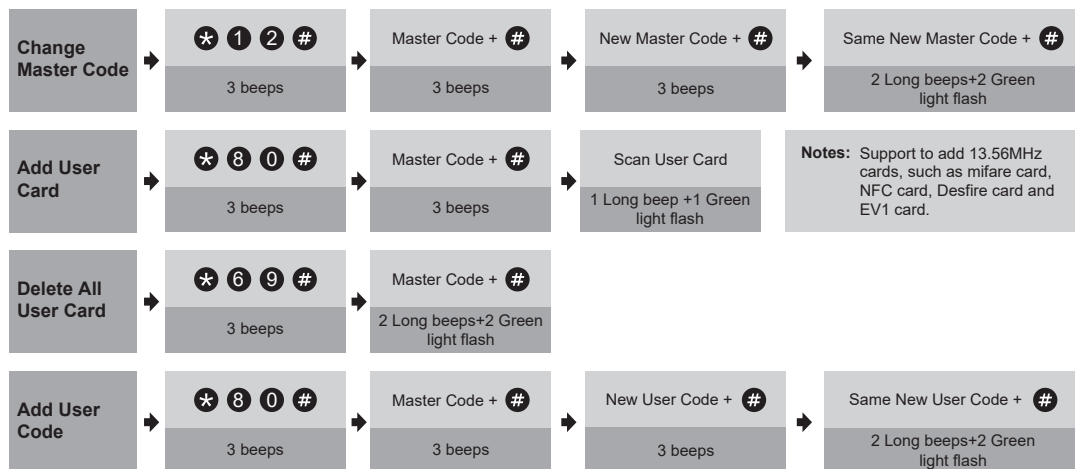 Change
Master Code
* 1 2 #
3 beeps
Master Code + #
3 beeps
New Master Code + #
3 beeps
Same New Master Code + #
2 Long beeps+2 Green
light flash
Add User
Card
* 8 0 #
3 beeps
Master Code + #
3 beeps
Scan User Card
1 Long beep +1 Green
light flash
Notes: Support to add 13.56MHz
cards, such as mifare card,
NFC card, Desfire card and
EV1 card.
Delete All
User Card
* 6 9 #
3 beeps
Master Code + #
2 Long beeps+2 Green
light flash
Add User
Code
* 8 0 #
3 beeps
Master Code + #
3 beeps
New User Code + #
3 beeps
Same New User Code + #
2 Long beeps+2 Green
light flash